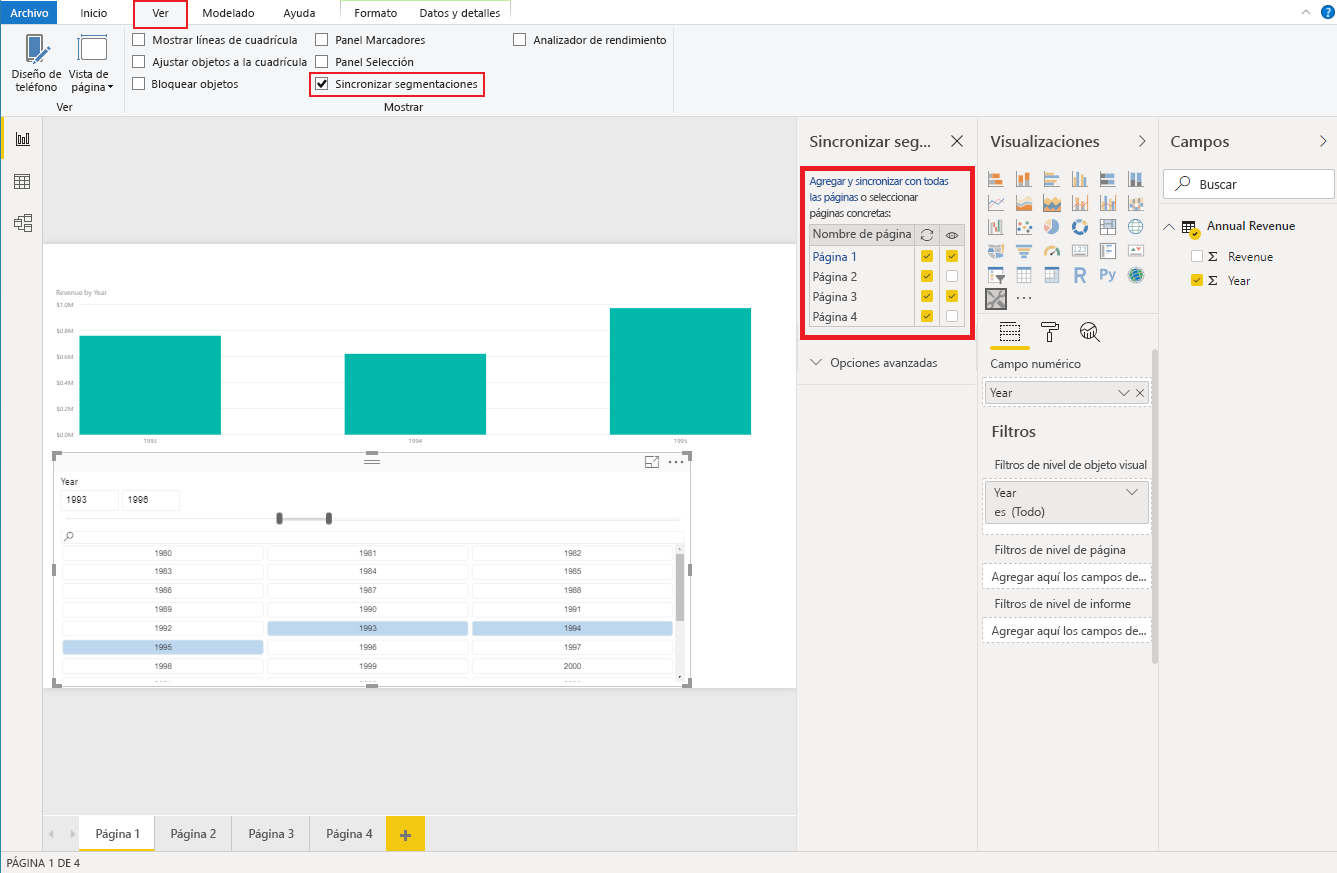 Archivo Inicio Ver Modelado Ayuda Formato Datos y detalles
Diseño de teléfono
Vista de página
Ver
Mostrar líneas de cuadrícula
Ajustar objetos a la cuadrícula
Bloquear objetos
Panel Marcadores
Panel Selección
Sincronizar segmentaciones
Analizador de rendimiento
Mostrar
Revenue by Year
$1.0M
$0.8M
$0.6M
$0.4M
$0.2M
$0.0M
1993 1994 1995
Year
1993 1996
1980 1981 1982
1983 1984 1985
1986 1987 1988
1989 1990 1991
1992 1993 1994
1995 1996 1997
1998 1999 2000
Sincronizar seg...
Agregar y sincronizar con todas
las páginas o seleccionar
páginas concretas:
Nombre de página
Página 1
Página 2
Página 3
Página 4
Opciones avanzadas
Visualizaciones
123
R Py
Campo numérico
Year
Filtros
Filtros de nivel de objeto visual
Year
es (Todo)
Filtros de nivel de página
Agregar aquí los campos de...
Filtros de nivel de informe
Agregar aquí los campos de...
Campos
Buscar
Annual Revenue
Σ Revenue
Σ Year
Página 1 Página 2 Página 3 Página 4 +
PÁGINA 1 DE 4